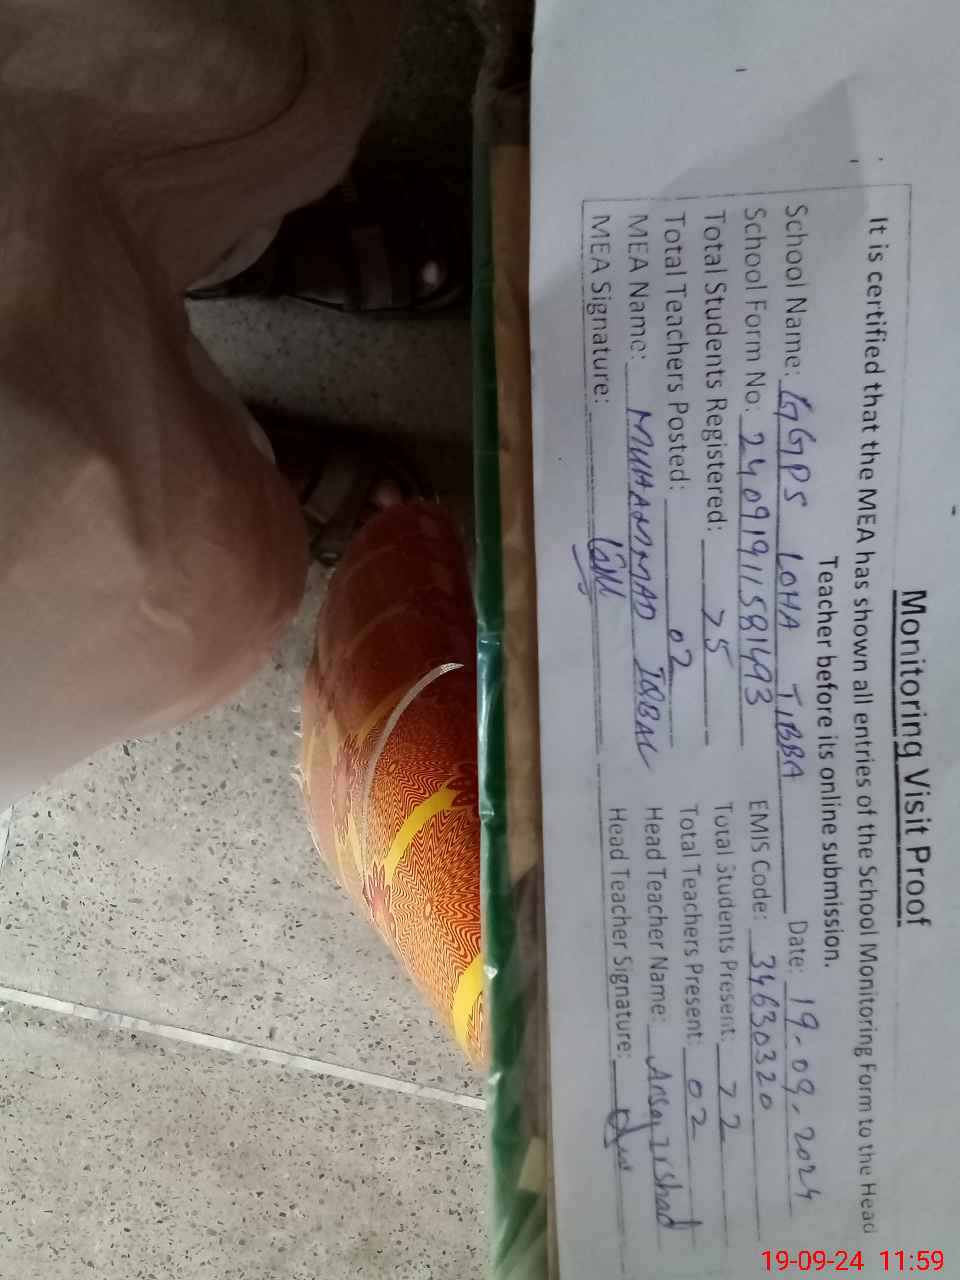 Monitoring Visit Proof
It is certified that the MEA has shown all entries of the School Monitoring Form to the Head
Teacher before its online submission.
School Name: GGPS LOHA TIBBA Date: 19-09-2024
School Form No: 24091911581493 EMIS Code: 34630320
Total Students Registered: 75 Total Students Present: 72
Total Teachers Posted: 02 Total Teachers Present: 02
MEA Name: MUHAMMAD IQBAL Head Teacher Name: Irshad
MEA Signature: Head Teacher Signature:
19-09-24 11:59